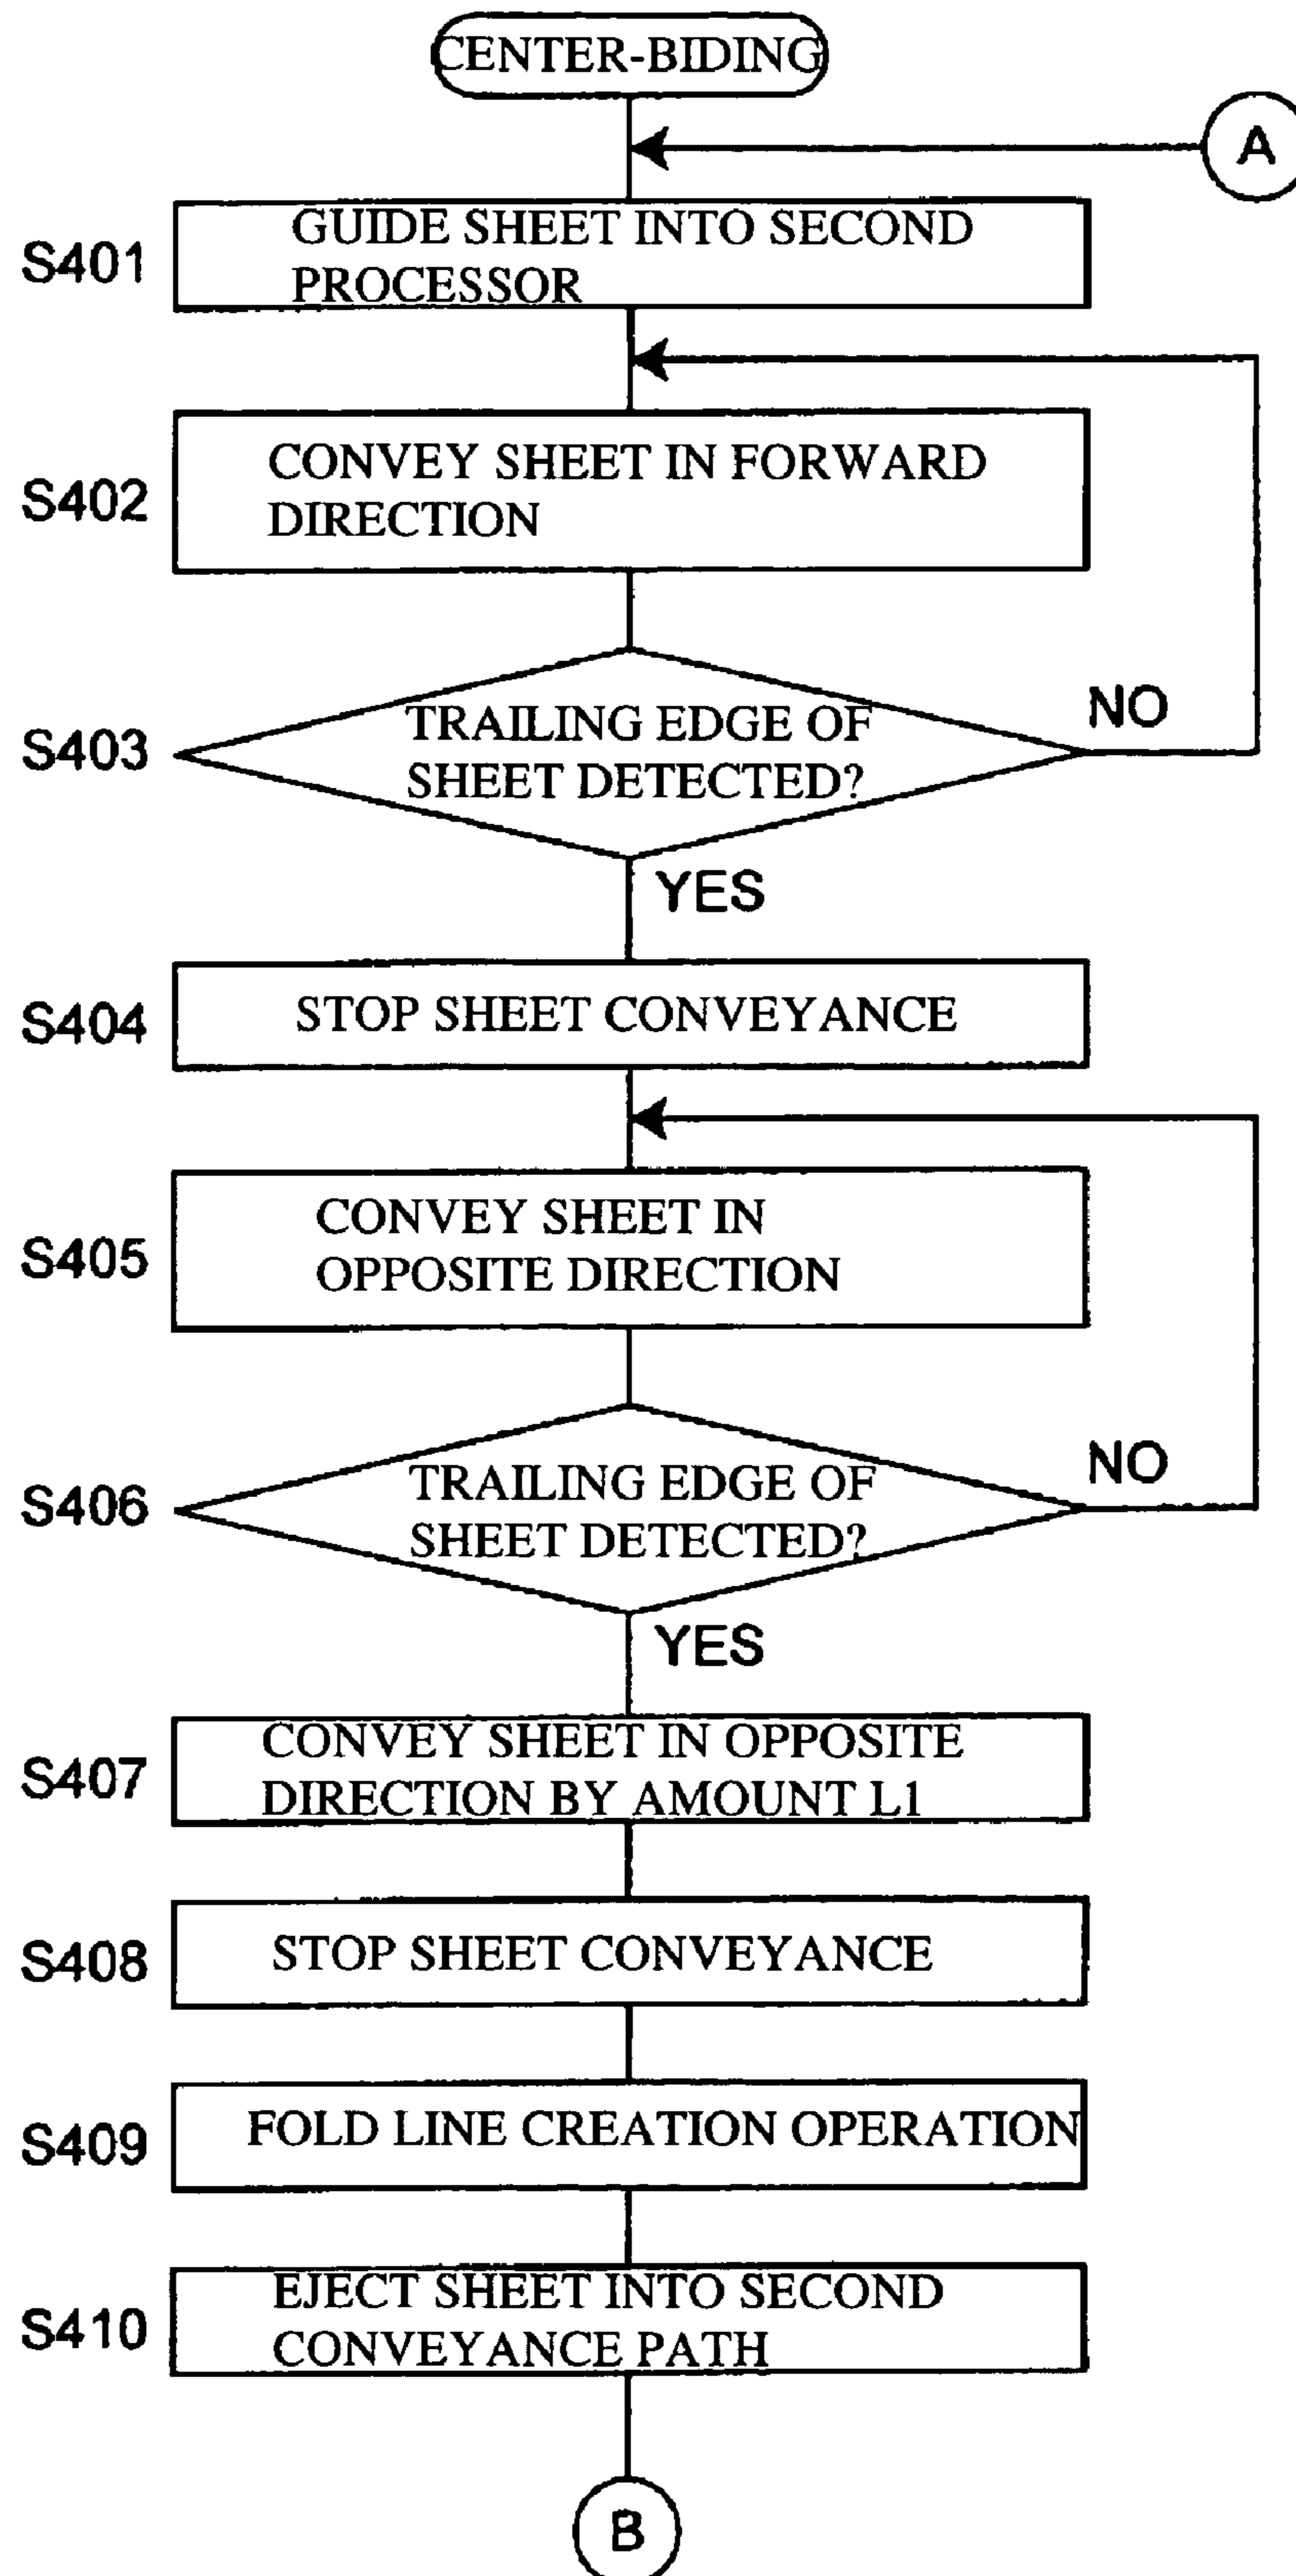 CENTER-BIDING
A
S401
GUIDE SHEET INTO SECOND
PROCESSOR
S402
CONVEY SHEET IN FORWARD
DIRECTION
S403
TRAILING EDGE OF
SHEET DETECTED?
NO
YES
S404
STOP SHEET CONVEYANCE
S405
CONVEY SHEET IN
OPPOSITE DIRECTION
S406
TRAILING EDGE OF
SHEET DETECTED?
NO
YES
S407
CONVEY SHEET IN OPPOSITE
DIRECTION BY AMOUNT L1
S408
STOP SHEET CONVEYANCE
S409
FOLD LINE CREATION OPERATION
S410
EJECT SHEET INTO SECOND
CONVEYANCE PATH
B